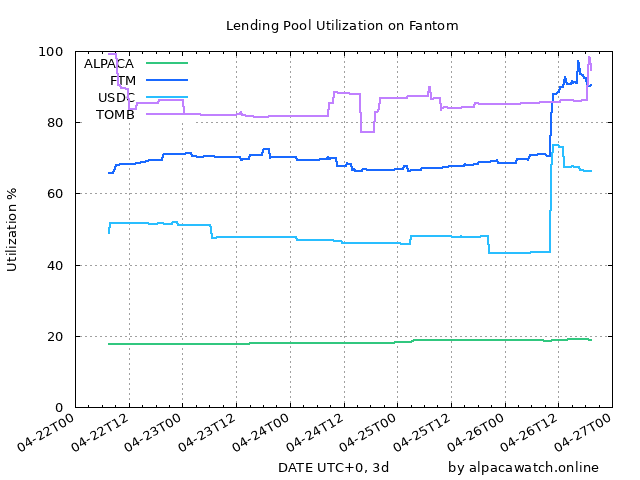 Lending Pool Utilization on Fantom
100
80
60
40
20
0
Utilization %
ALPACA
FTM
USDC
TOMB
04-22T00
04-22T12
04-23T00
04-23T12
04-24T00
04-24T12
04-25T00
04-25T12
04-26T00
04-26T12
04-27T00
DATE UTC+0, 3d
by alpacawatch.online